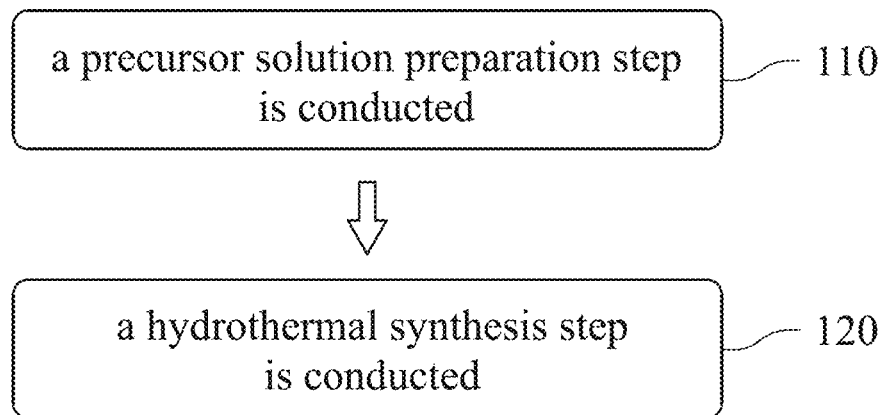 a precursor solution preparation step
is conducted
110
a hydrothermal synthesis step
is conducted
120